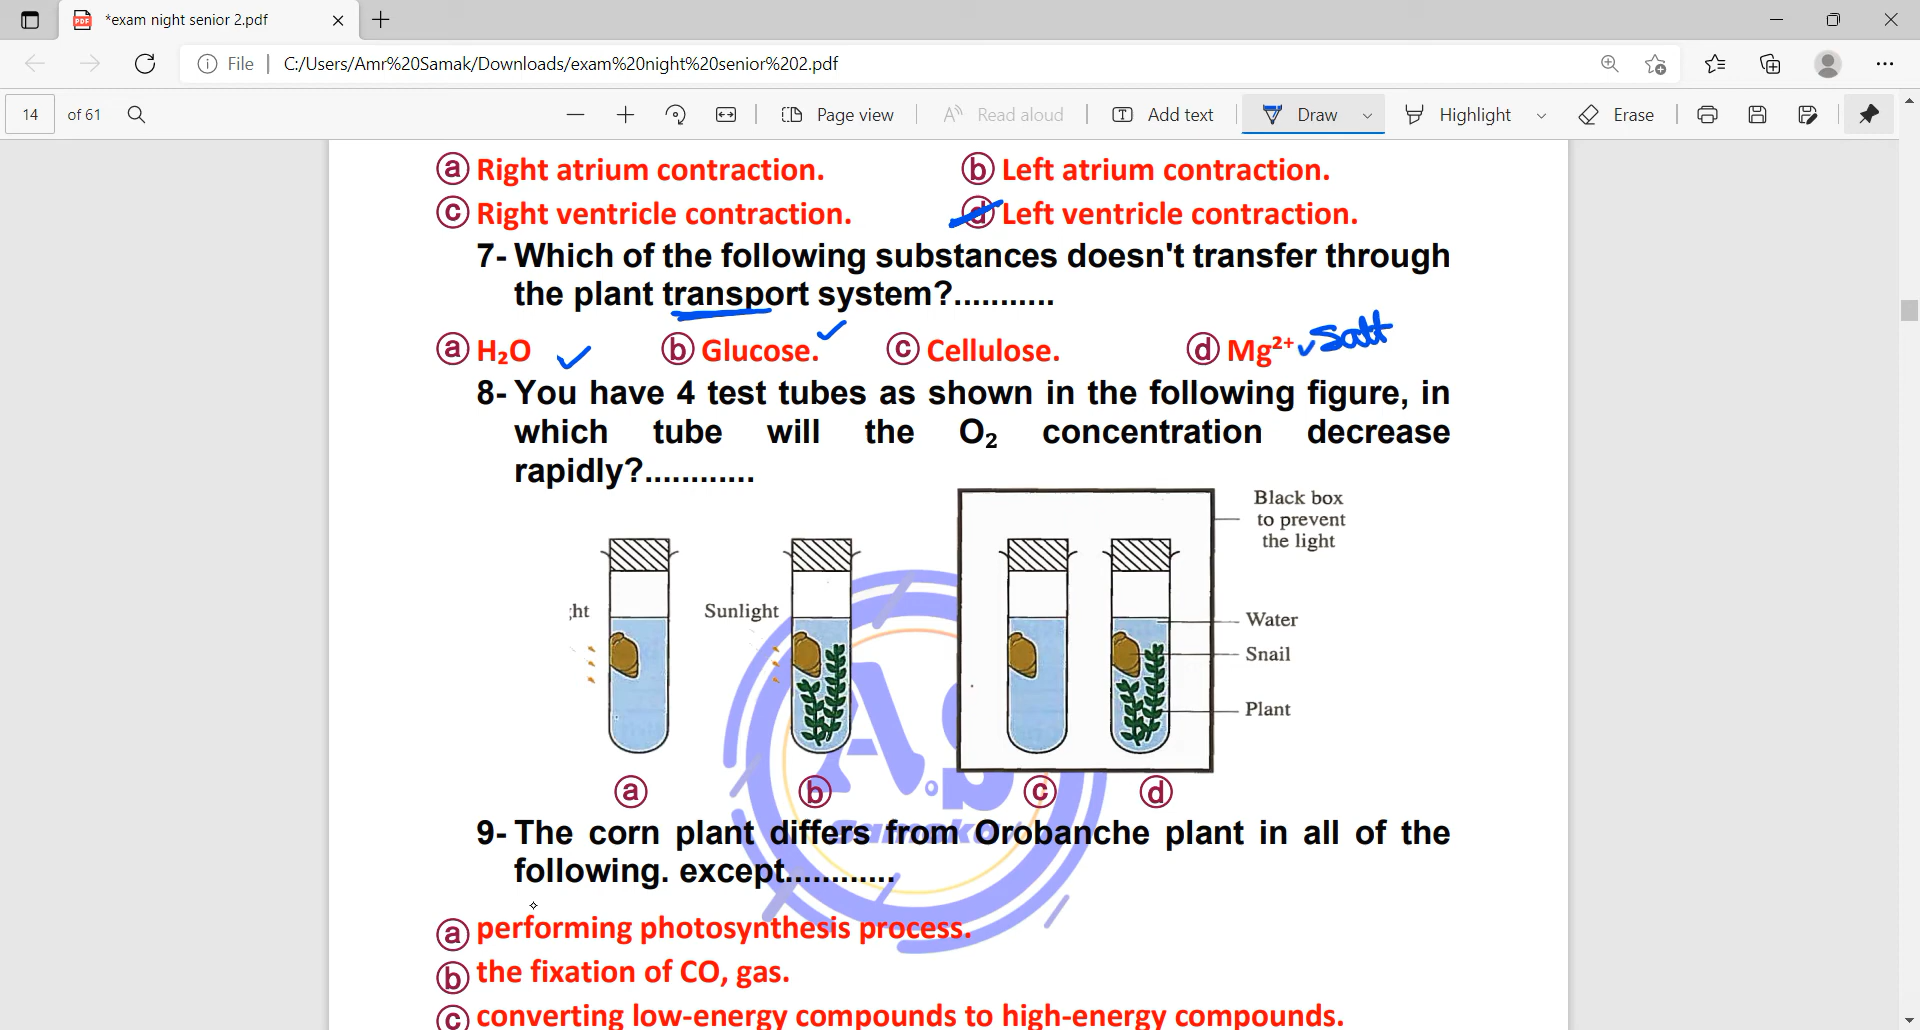 *exam night senior 2.pdf
File C:/Users/Amr%20Samak/Downloads/exam%20night%20senior%202.pdf
14 of 61 Page view Read aloud Add text Draw Highlight Erase
a Right atrium contraction. b Left atrium contraction.
c Right ventricle contraction. d Left ventricle contraction.
7- Which of the following substances doesn't transfer through
the plant transport system?...........
a H₂O b Glucose. c Cellulose. d Mg²⁺ Salt
8- You have 4 test tubes as shown in the following figure, in
which tube will the O₂ concentration decrease
rapidly?............
Black box
to prevent
the light
ht Sunlight
Water
Snail
Plant
A.S
Samak
a b c d
9- The corn plant differs from Orobanche plant in all of the
following. except............
a performing photosynthesis process.
b the fixation of CO, gas.
c converting low-energy compounds to high-energy compounds.